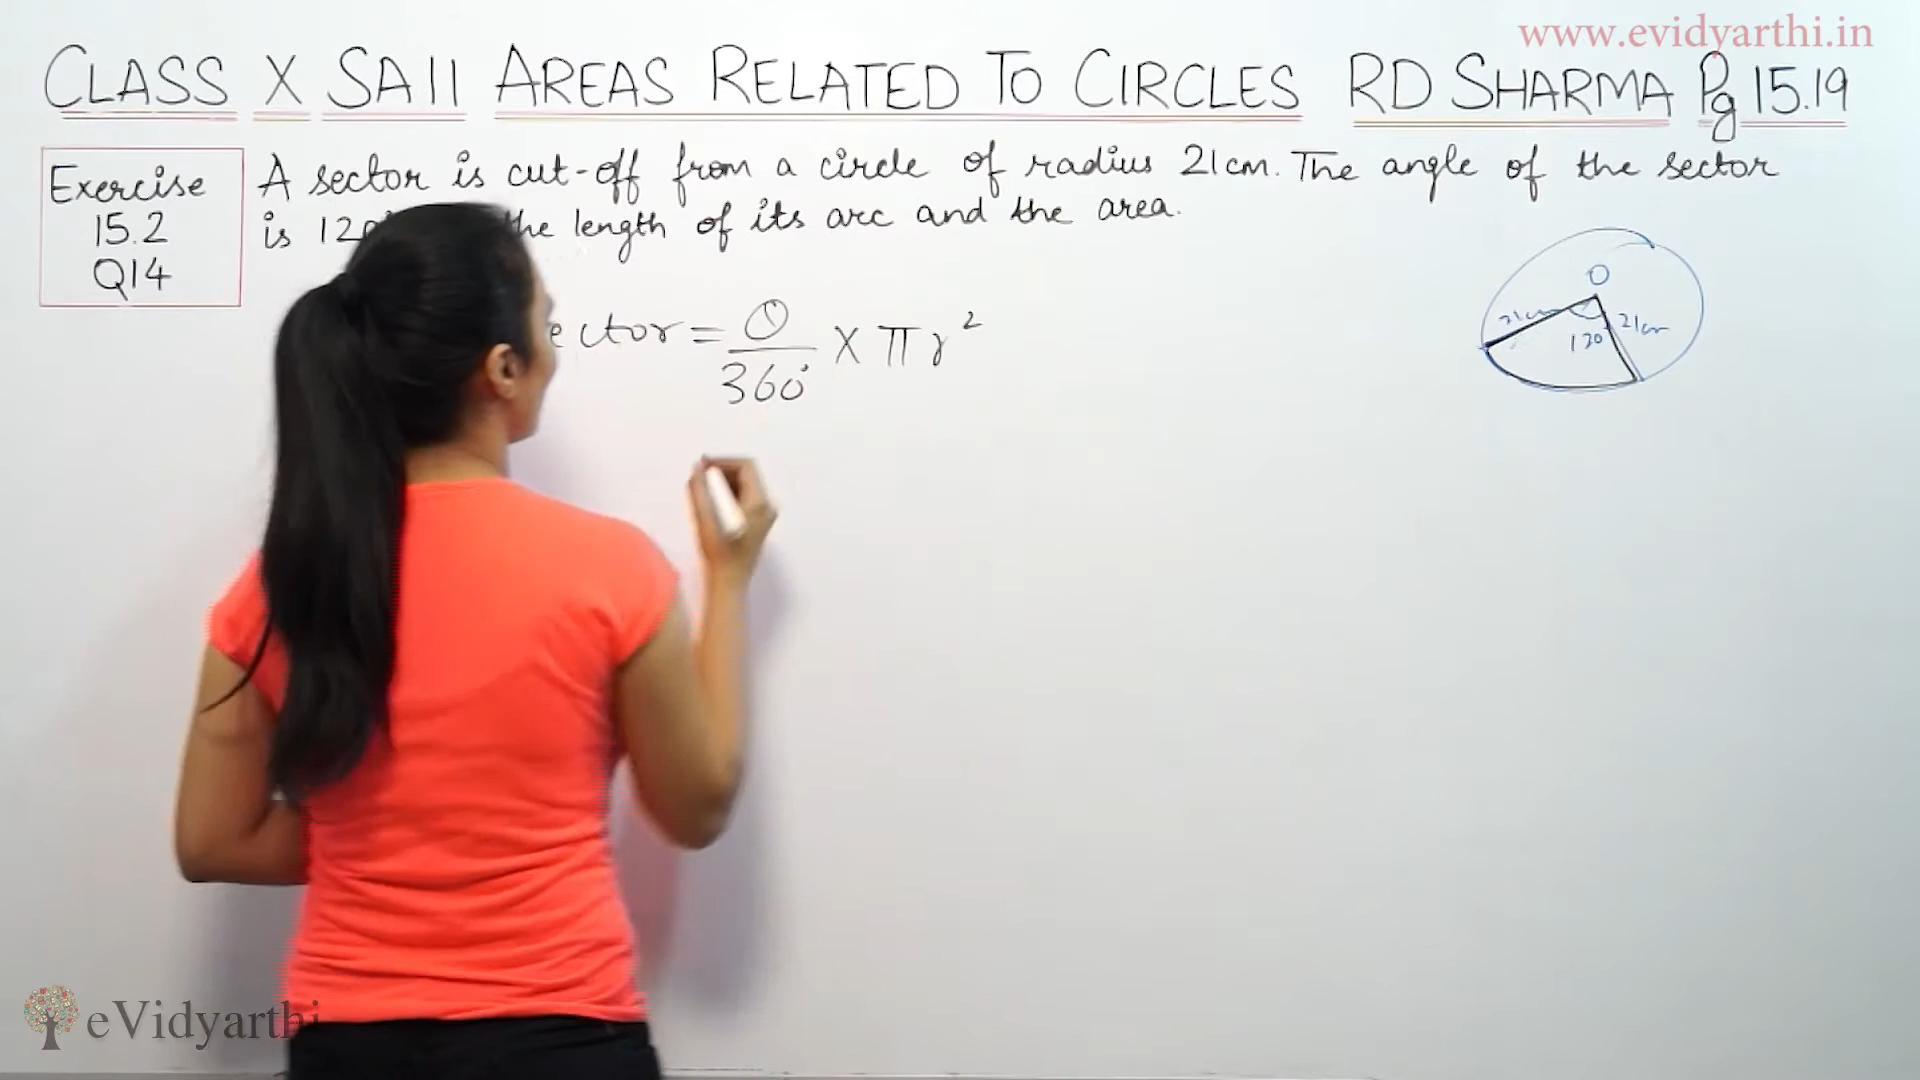 www.evidyarthi.in
CLASS X SA11 AREAS RELATED TO CIRCLES RD SHARMA Pg 15.19
Exercise
15.2
Q14
A sector is cut-off from a circle of radius 21cm. The angle of the sector
is the length of its arc and the area.
= θ/360° × πr²
O
21cm
21cm
120
eVidyarthi